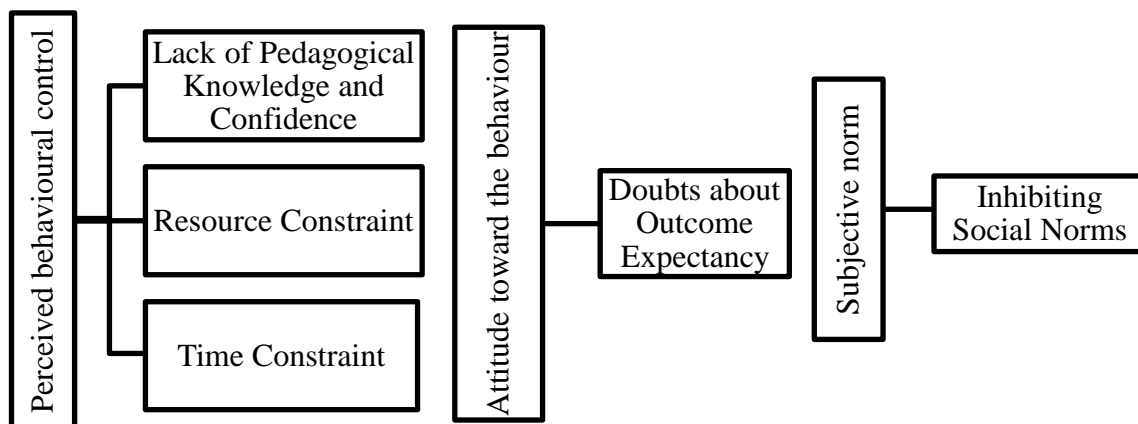 Perceived behavioural control
Lack of Pedagogical
Knowledge and
Confidence
Resource Constraint
Time Constraint
Attitude toward the behaviour
Doubts about
Outcome
Expectancy
Subjective norm
Inhibiting
Social Norms